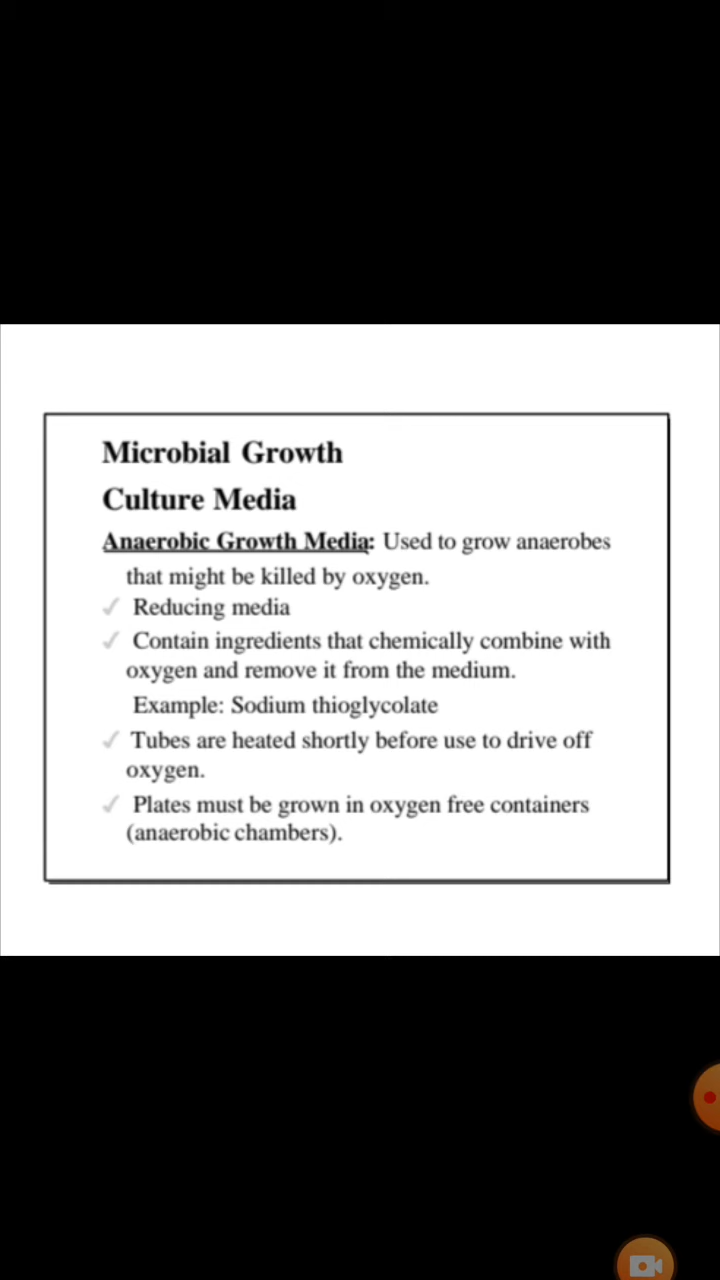 Microbial Growth
Culture Media
Anaerobic Growth Media: Used to grow anaerobes
that might be killed by oxygen.
✓ Reducing media
✓ Contain ingredients that chemically combine with
oxygen and remove it from the medium.
Example: Sodium thioglycolate
✓ Tubes are heated shortly before use to drive off
oxygen.
✓ Plates must be grown in oxygen free containers
(anaerobic chambers).